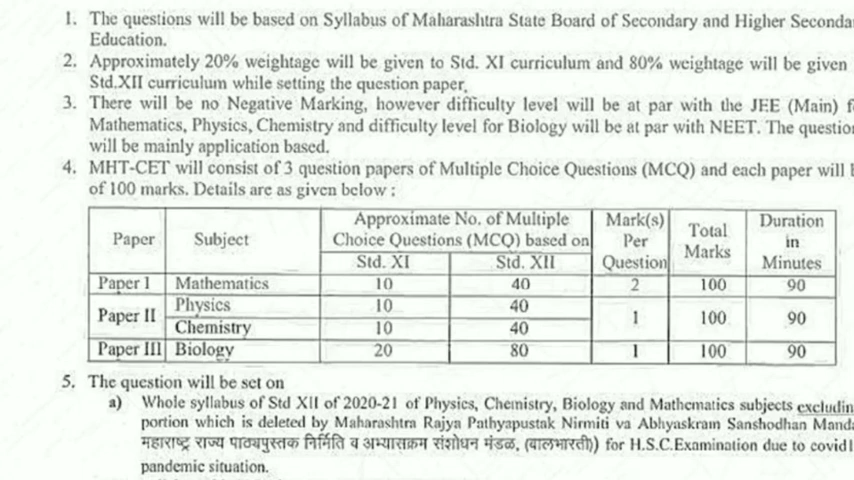 1. The questions will be based on Syllabus of Maharashtra State Board of Secondary and Higher
Education.
2. Approximately 20% weightage will be given to Std. XI curriculum and 80% weightage will be given
Std.XII curriculum while setting the question paper.
3. There will be no Negative Marking, however difficulty level will be at par with the JEE (Main)
Mathematics, Physics, Chemistry and difficulty level for Biology will be at par with NEET. The
will be mainly application based.
4. MHT-CET will consist of 3 question papers of Multiple Choice Questions (MCQ) and each paper will
of 100 marks. Details are as given below :
Paper Subject Approximate No. of Multiple Choice Questions (MCQ) based on Mark(s) Per Question Total Marks Duration in Minutes
Std. XI Std. XII
Paper I Mathematics 10 40 2 100 90
Paper II Physics 10 40 1 100 90
Chemistry 10 40
Paper III Biology 20 80 1 100 90
5. The question will be set on
a) Whole syllabus of Std XII of 2020-21 of Physics, Chemistry, Biology and Mathematics subjects
portion which is deleted by Maharashtra Rajya Pathyapustak Nirmiti va Abhyaskram Sanshodhan
महाराष्ट्र राज्य पाठ्यपुस्तक निर्मिती व अभ्यासक्रम संशोधन मंडळ, (बालभारती)) for H.S.C.Examination due to
pandemic situation.